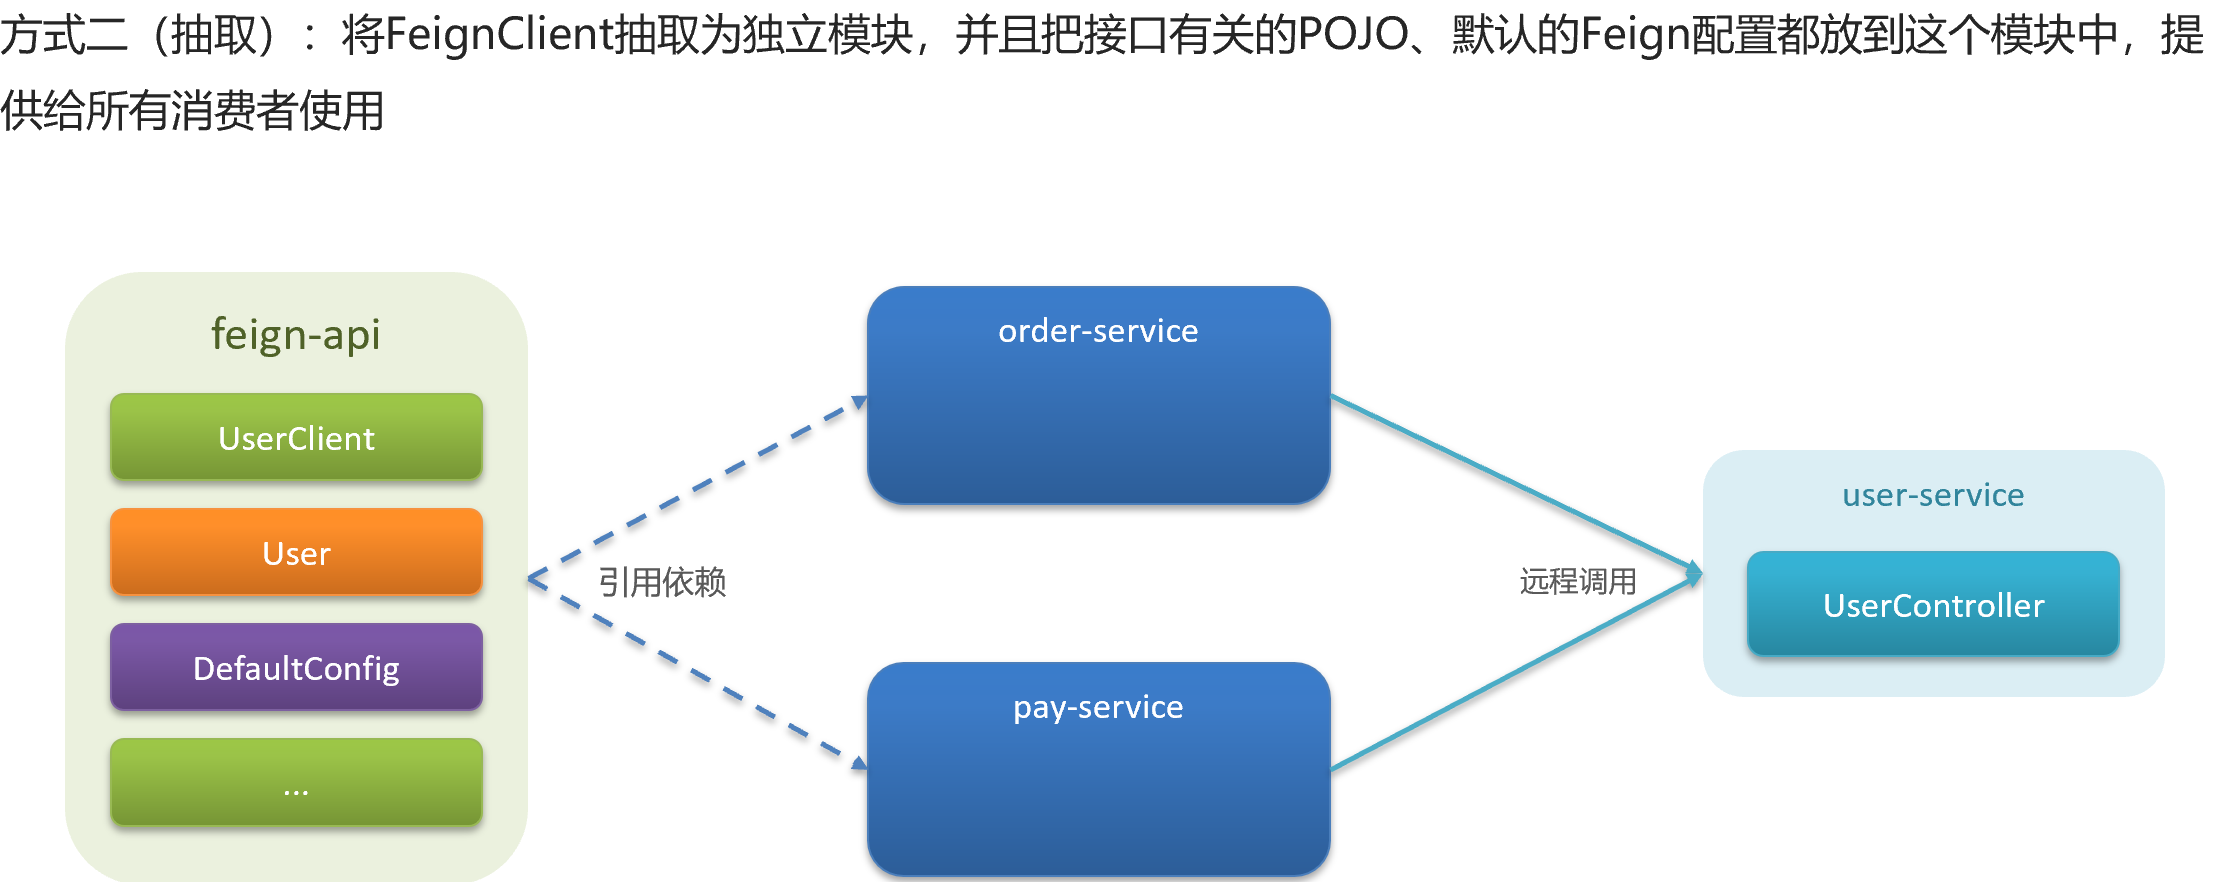 方式二（抽取）：将FeignClient抽取为独立模块，并且把接口有关的POJO、默认的Feign配置都放到这个模块中，提
供给所有消费者使用
feign-api
UserClient
User
DefaultConfig
...
引用依赖
order-service
pay-service
远程调用
user-service
UserController